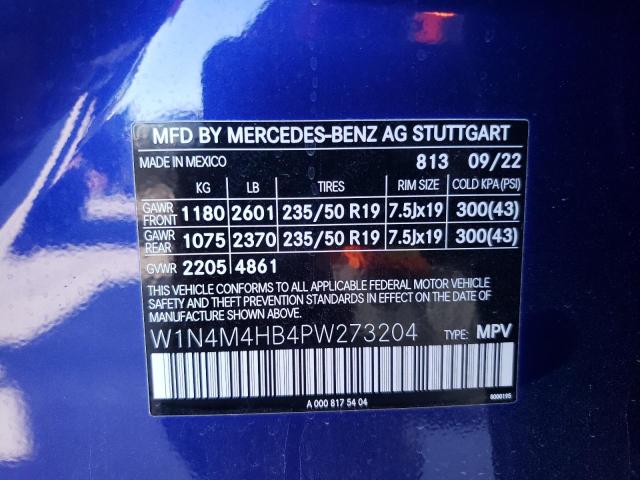 MFD BY MERCEDES-BENZ AG STUTTGART
MADE IN MEXICO 813 09/22
KG LB TIRES RIM SIZE COLD KPA(PSI)
GAWR FRONT 1180 2601 235/50 R19 7.5Jx19 300(43)
GAWR REAR 1075 2370 235/50 R19 7.5Jx19 300(43)
GVWR 2205 4861
THIS VEHICLE CONFORMS TO ALL APPLICABLE FEDERAL MOTOR VEHICLE
SAFETY AND THEFT PREVENTION STANDARDS IN EFFECT ON THE DATE OF
MANUFACTURE SHOWN ABOVE.
W1N4M4HB4PW273204 TYPE: MPV
A 000 817 54 04 0000195